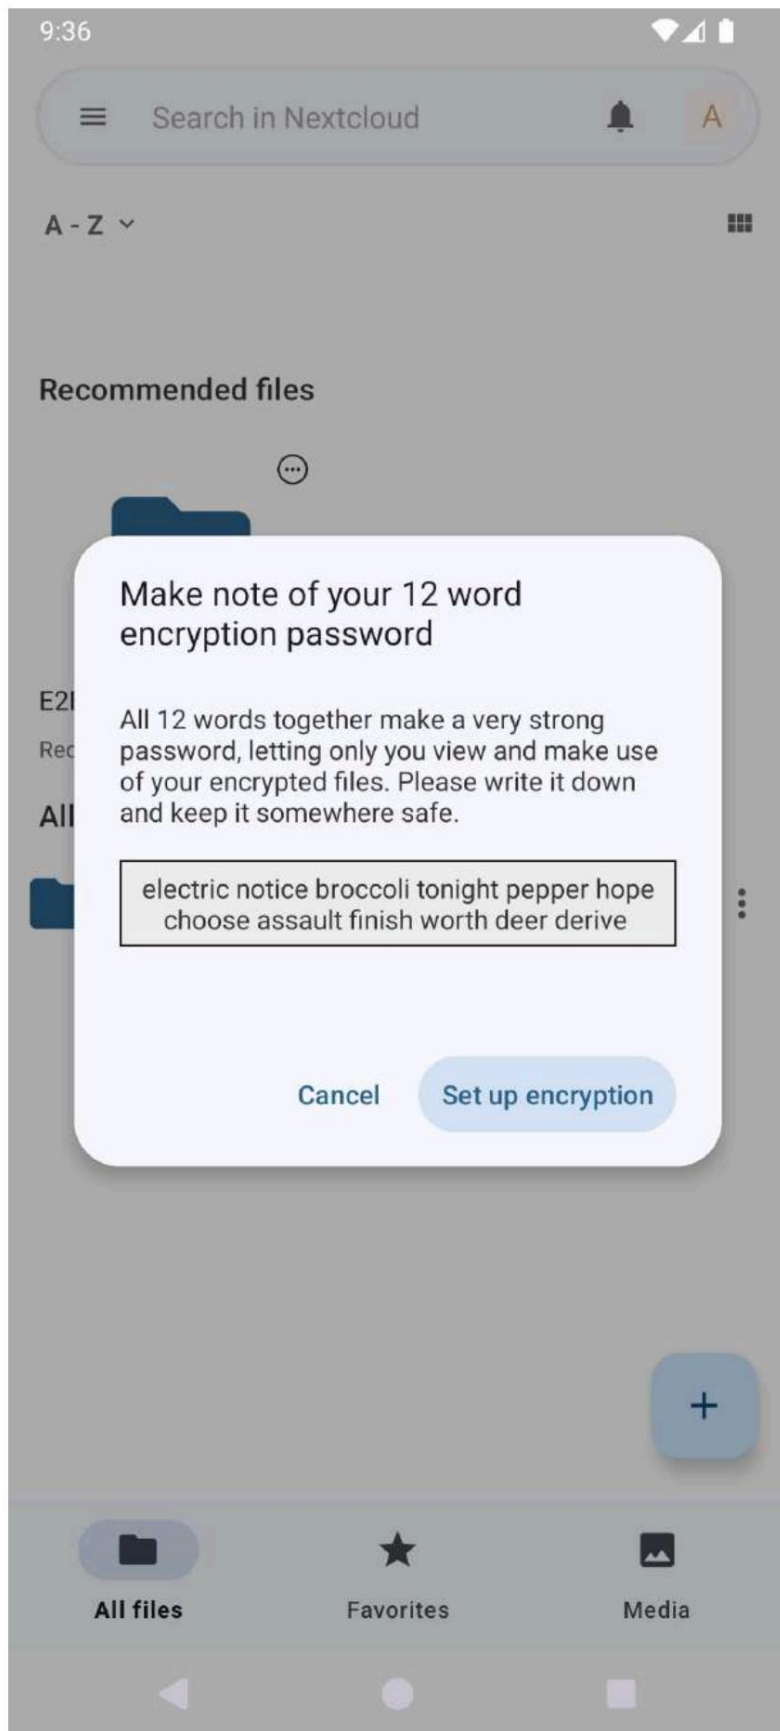 9:36
Search in Nextcloud
A
A - Z
Recommended files
Make note of your 12 word
encryption password
E2
Rec
All 12 words together make a very strong
password, letting only you view and make use
of your encrypted files. Please write it down
and keep it somewhere safe.
All
electric notice broccoli tonight pepper hope
choose assault finish worth deer derive
Cancel
Set up encryption
All files
Favorites
Media